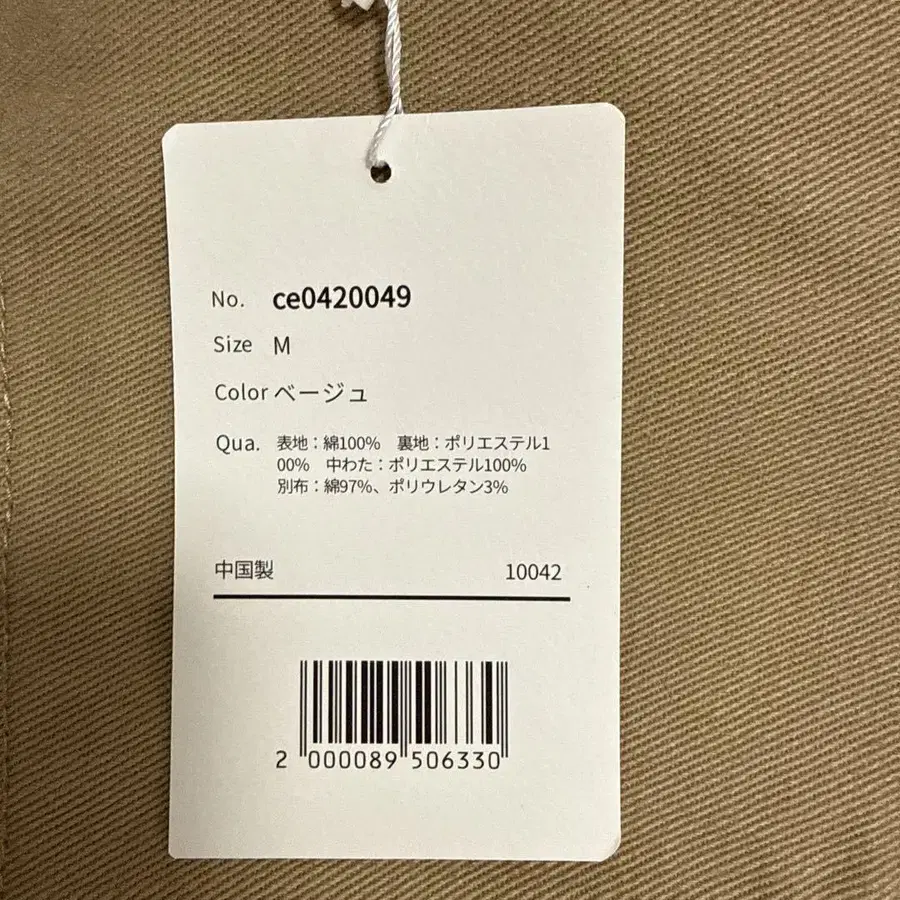 No. ce0420049
Size M
Color ベージュ
Qua. 表地：綿100%　裏地：ポリエステル1
00%　中わた：ポリエステル100%
別布：綿97%、ポリウレタン3%
中国製 10042
2 000089 506330